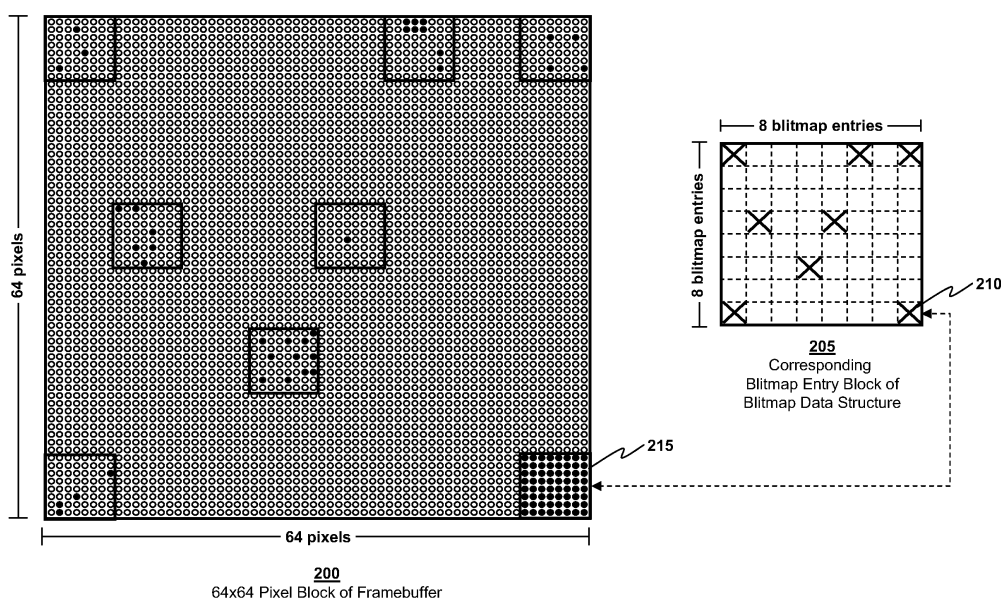 8 blitmap entries
64 pixels
8 blitmap entries
210
205
Corresponding
Blitmap Entry Block of
Blitmap Data Structure
215
64 pixels
200
64x64 Pixel Block of Framebuffer